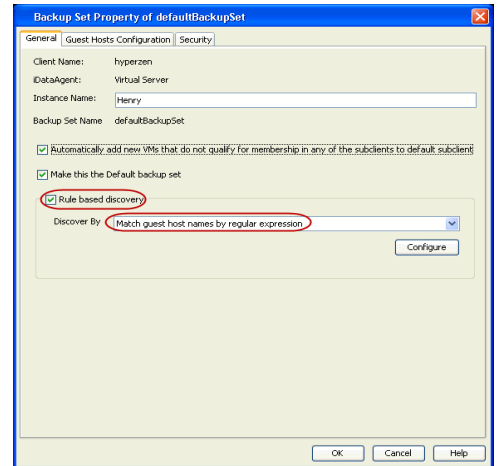 Backup Set Property of defaultBackupSet
General Guest Hosts Configuration Security
Client Name: hyperzen
iDataAgent: Virtual Server
Instance Name: Henry
Backup Set Name defaultBackupSet
Automatically add new VMs that do not qualify for membership in any of the subclients to default subclient
Make this the Default backup set
Rule based discovery
Discover By Match guest host names by regular expression
Configure
OK Cancel Help